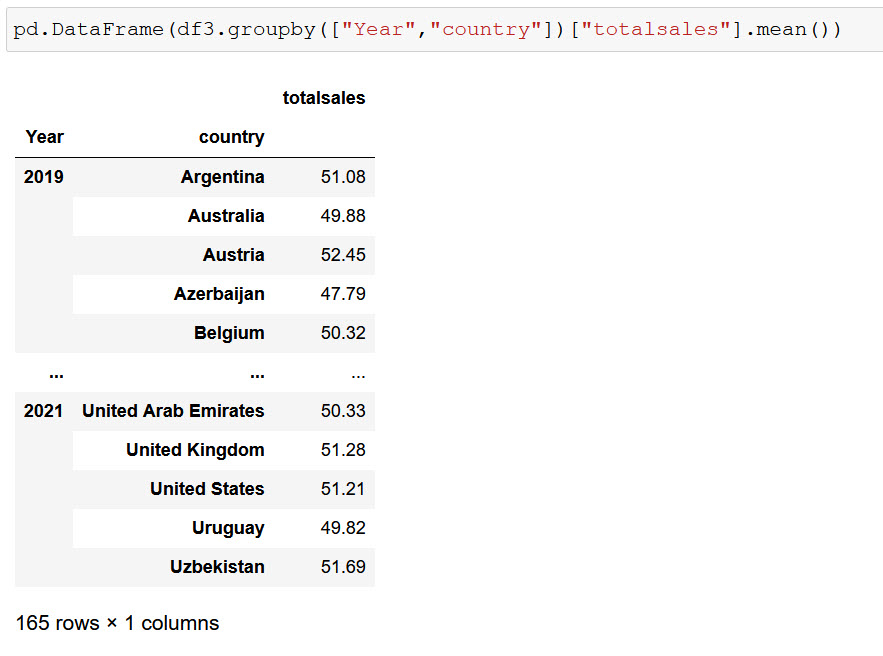 pd.DataFrame(df3.groupby(["Year","country"])["totalsales"].mean())
totalsales
Year country
2019 Argentina 51.08
Australia 49.88
Austria 52.45
Azerbaijan 47.79
Belgium 50.32
... ... ...
2021 United Arab Emirates 50.33
United Kingdom 51.28
United States 51.21
Uruguay 49.82
Uzbekistan 51.69
165 rows × 1 columns